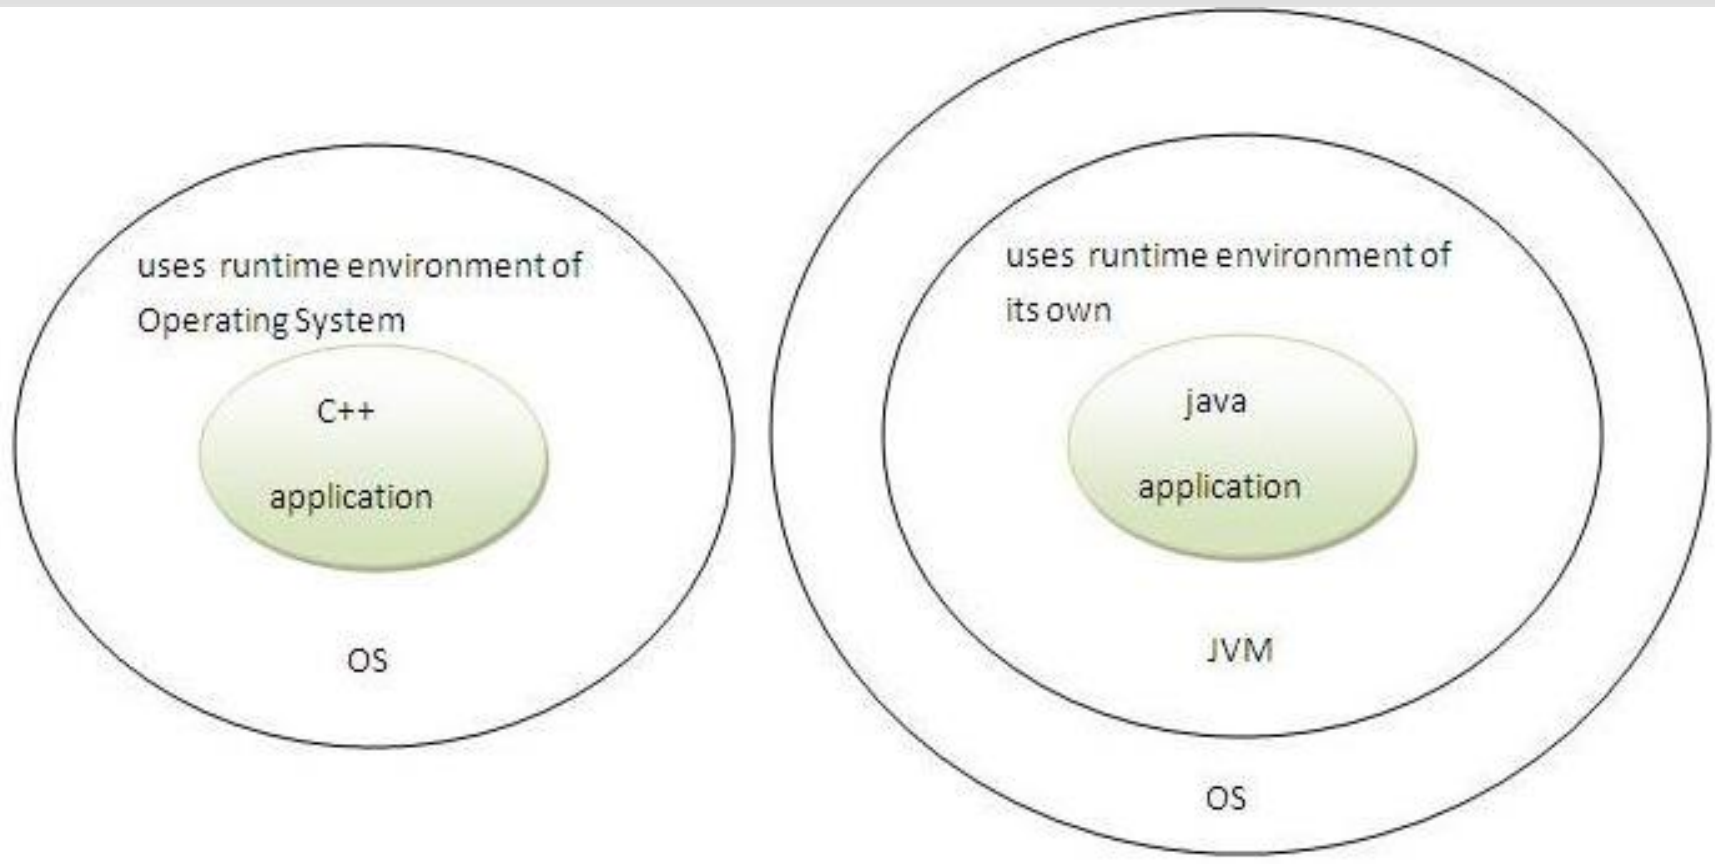 uses runtime environment of
Operating System
C++
application
OS
uses runtime environment of
its own
java
application
JVM
OS